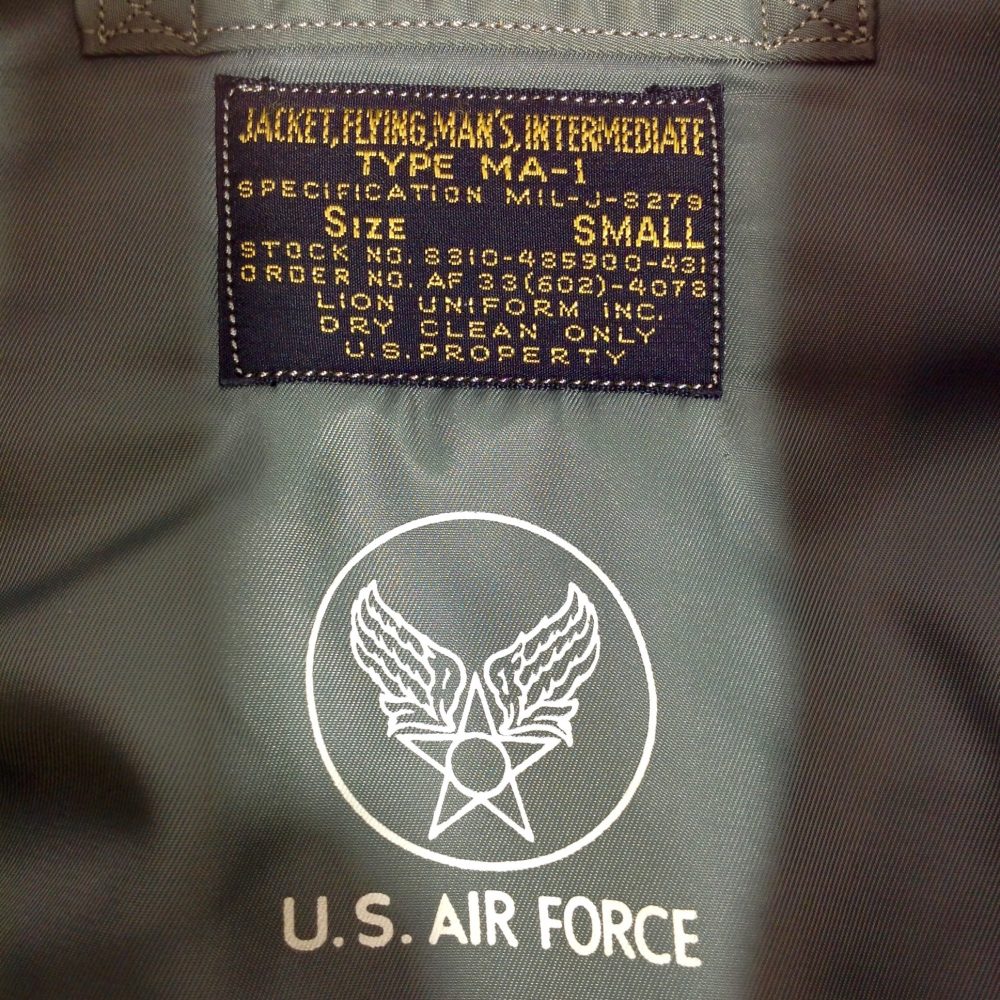 JACKET, FLYING, MAN'S, INTERMEDIATE
TYPE MA-1
SPECIFICATION MIL-J-8279
SIZE SMALL
STOCK NO. 8310-485900-431
ORDER NO. AF 33(602)-4078
LION UNIFORM INC.
DRY CLEAN ONLY
U.S. PROPERTY
U.S. AIR FORCE